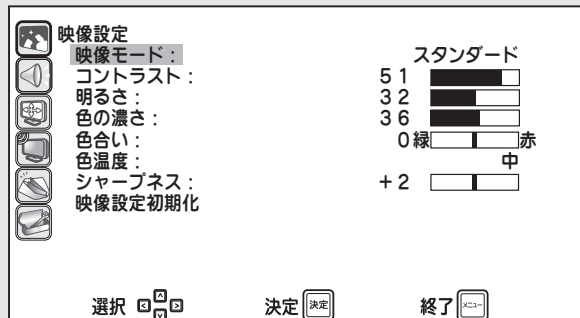 映像設定
映像モード： スタンダード
コントラスト： 51
明るさ： 32
色の濃さ： 36
色合い： 0 緑 赤
色温度： 中
シャープネス： +2
映像設定初期化
選択 決定 決定 終了 メニュー